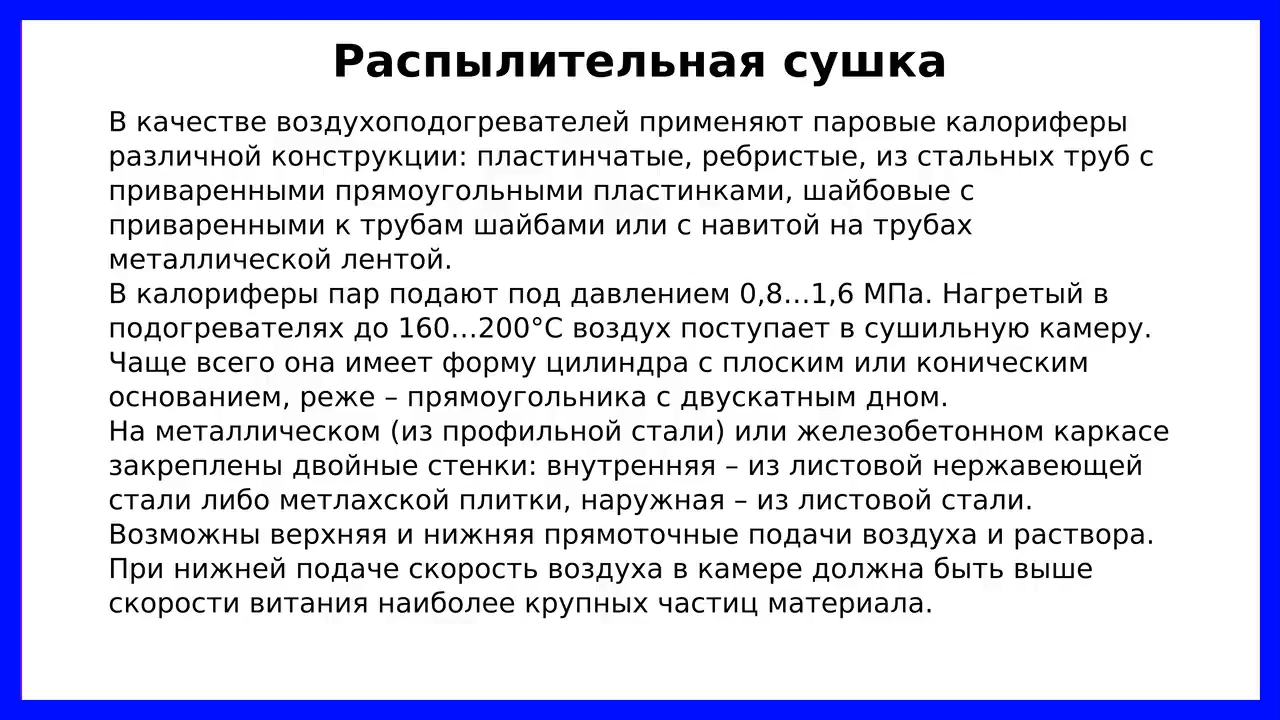 Распылительная сушка
В качестве воздухоподогревателей применяют паровые калориферы
различной конструкции: пластинчатые, ребристые, из стальных труб с
приваренными прямоугольными пластинками, шайбовые с
приваренными к трубам шайбами или с навитой на трубах
металлической лентой.
В калориферы пар подают под давлением 0,8…1,6 МПа. Нагретый в
подогревателях до 160…200°С воздух поступает в сушильную камеру.
Чаще всего она имеет форму цилиндра с плоским или коническим
основанием, реже – прямоугольника с двускатным дном.
На металлическом (из профильной стали) или железобетонном каркасе
закреплены двойные стенки: внутренняя – из листовой нержавеющей
стали либо метлахской плитки, наружная – из листовой стали.
Возможны верхняя и нижняя прямоточные подачи воздуха и раствора.
При нижней подаче скорость воздуха в камере должна быть выше
скорости витания наиболее крупных частиц материала.